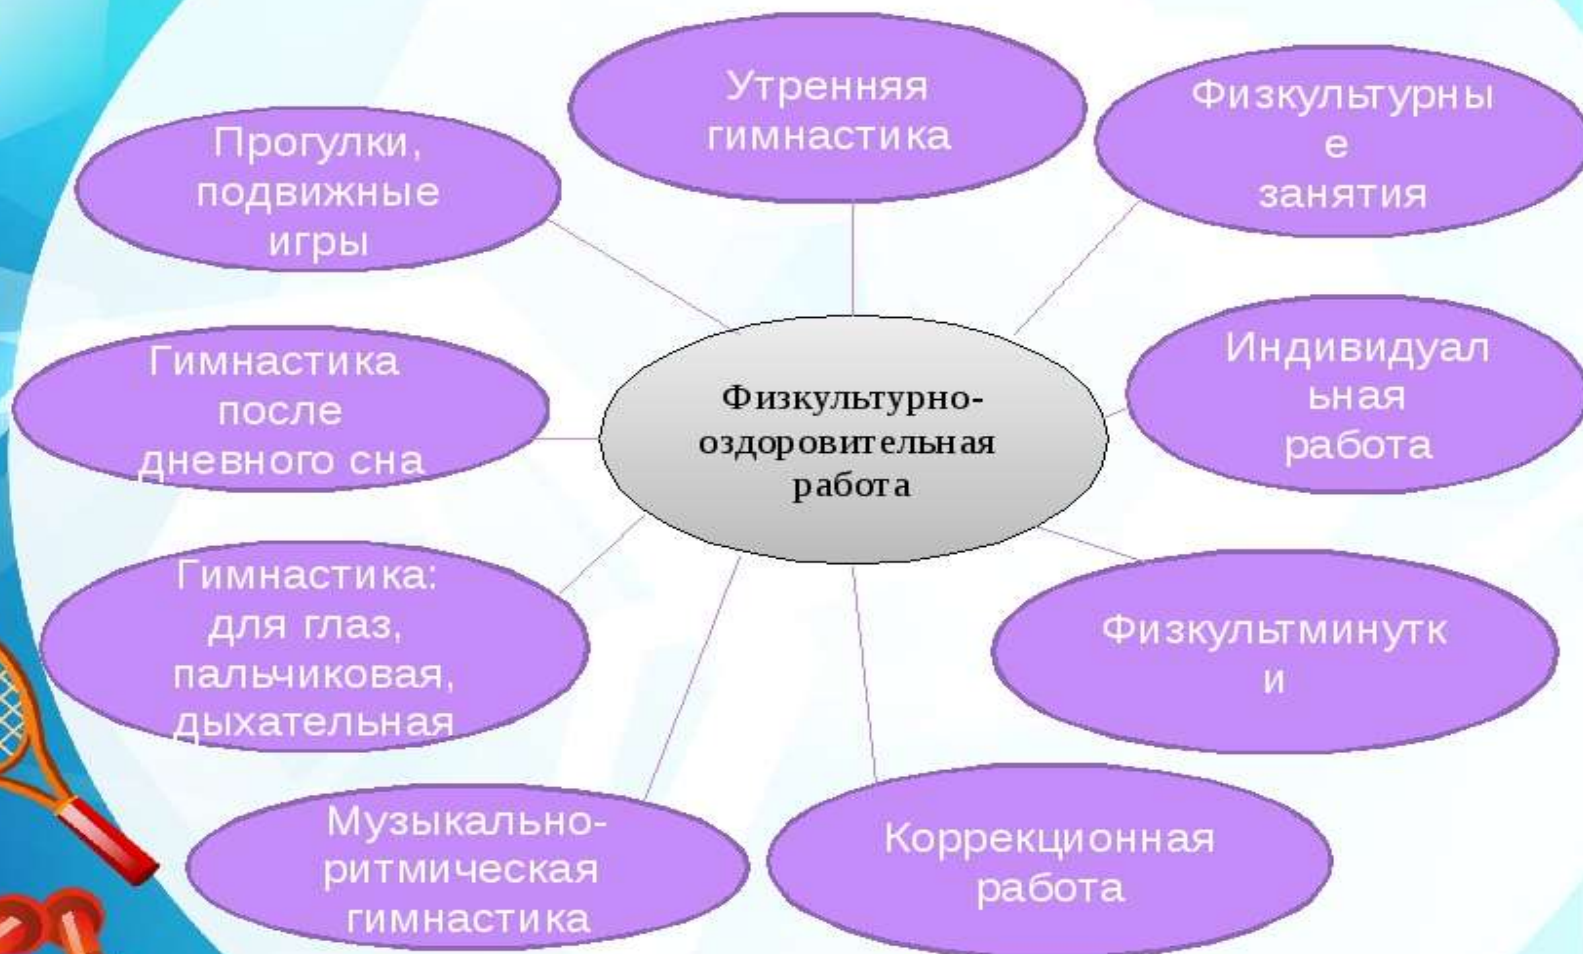 Утренняя
гимнастика
Физкультурны
е
занятия
Прогулки,
подвижные
игры
Индивидуал
ьная
работа
Гимнастика
после
дневного сна
Физкультурно-
оздоровительная
работа
Гимнастика:
для глаз,
пальчиковая,
дыхательная
Физкультминутк
и
Музыкально-
ритмическая
гимнастика
Коррекционная
работа